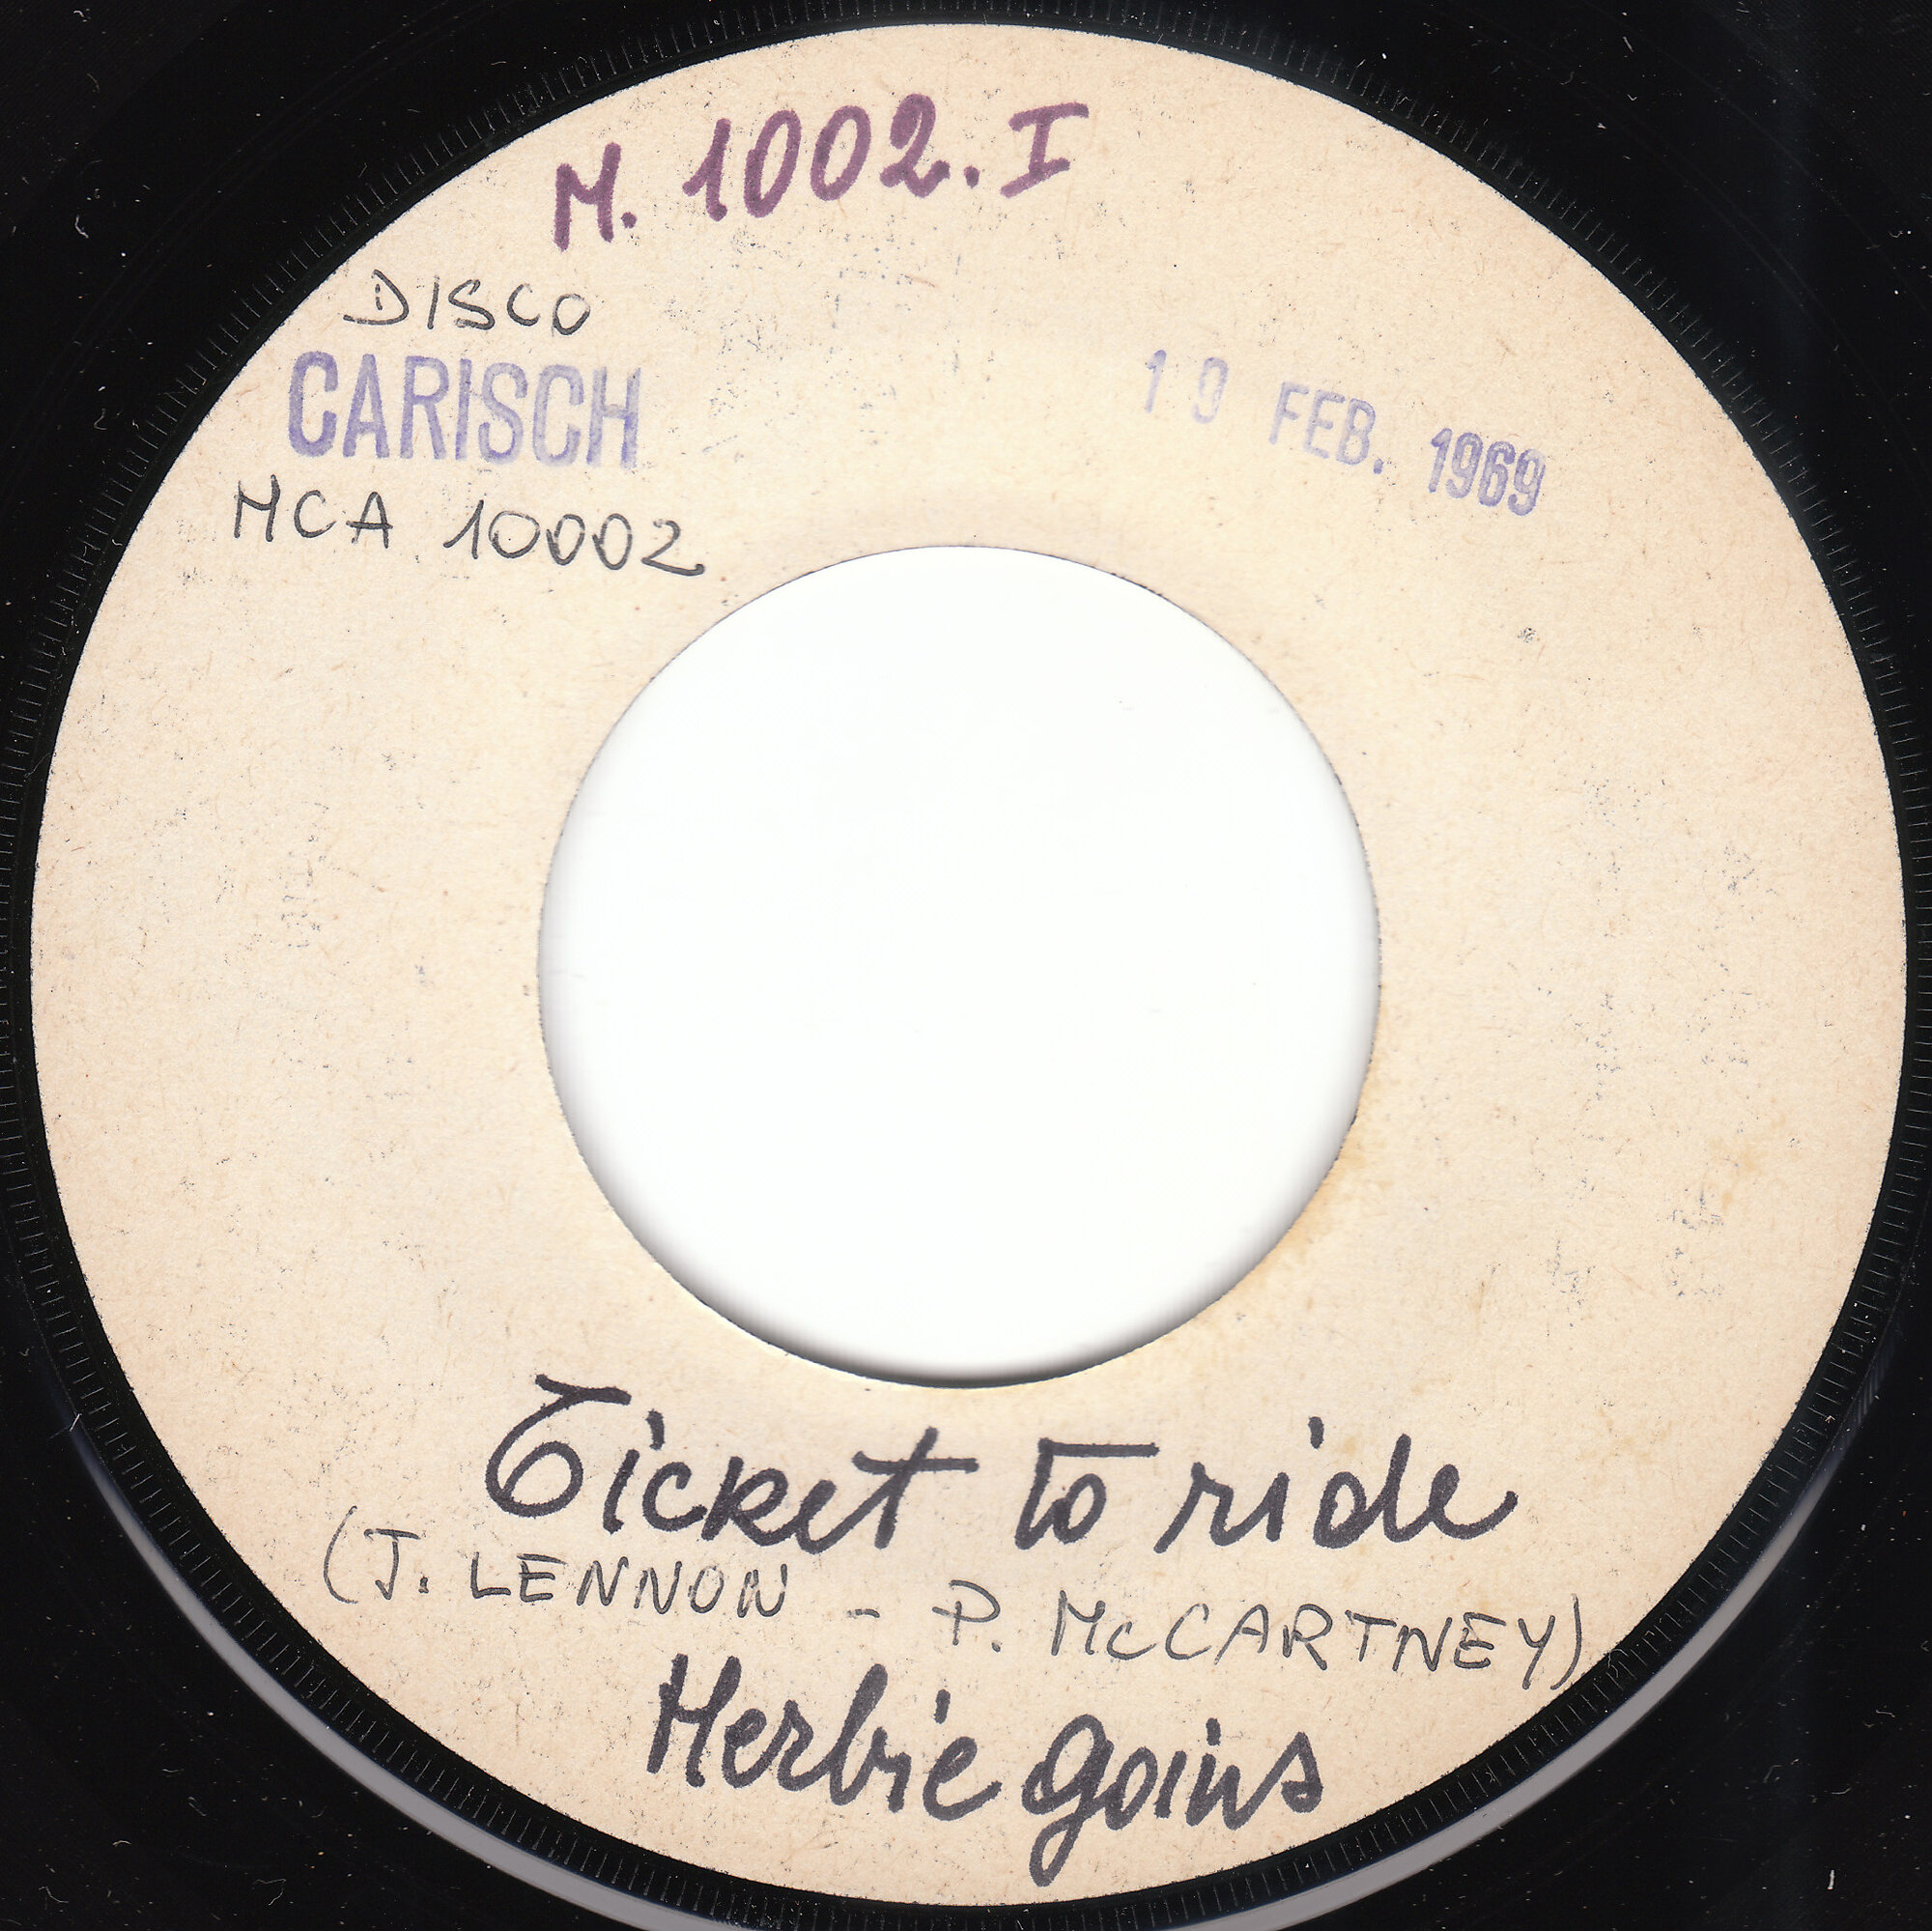 M. 1002. I
DISCO
CARISCH
MCA 10002
19 FEB. 1969
Ticket to ride
(J. LENNON - P. McCARTNEY)
Herbie goins